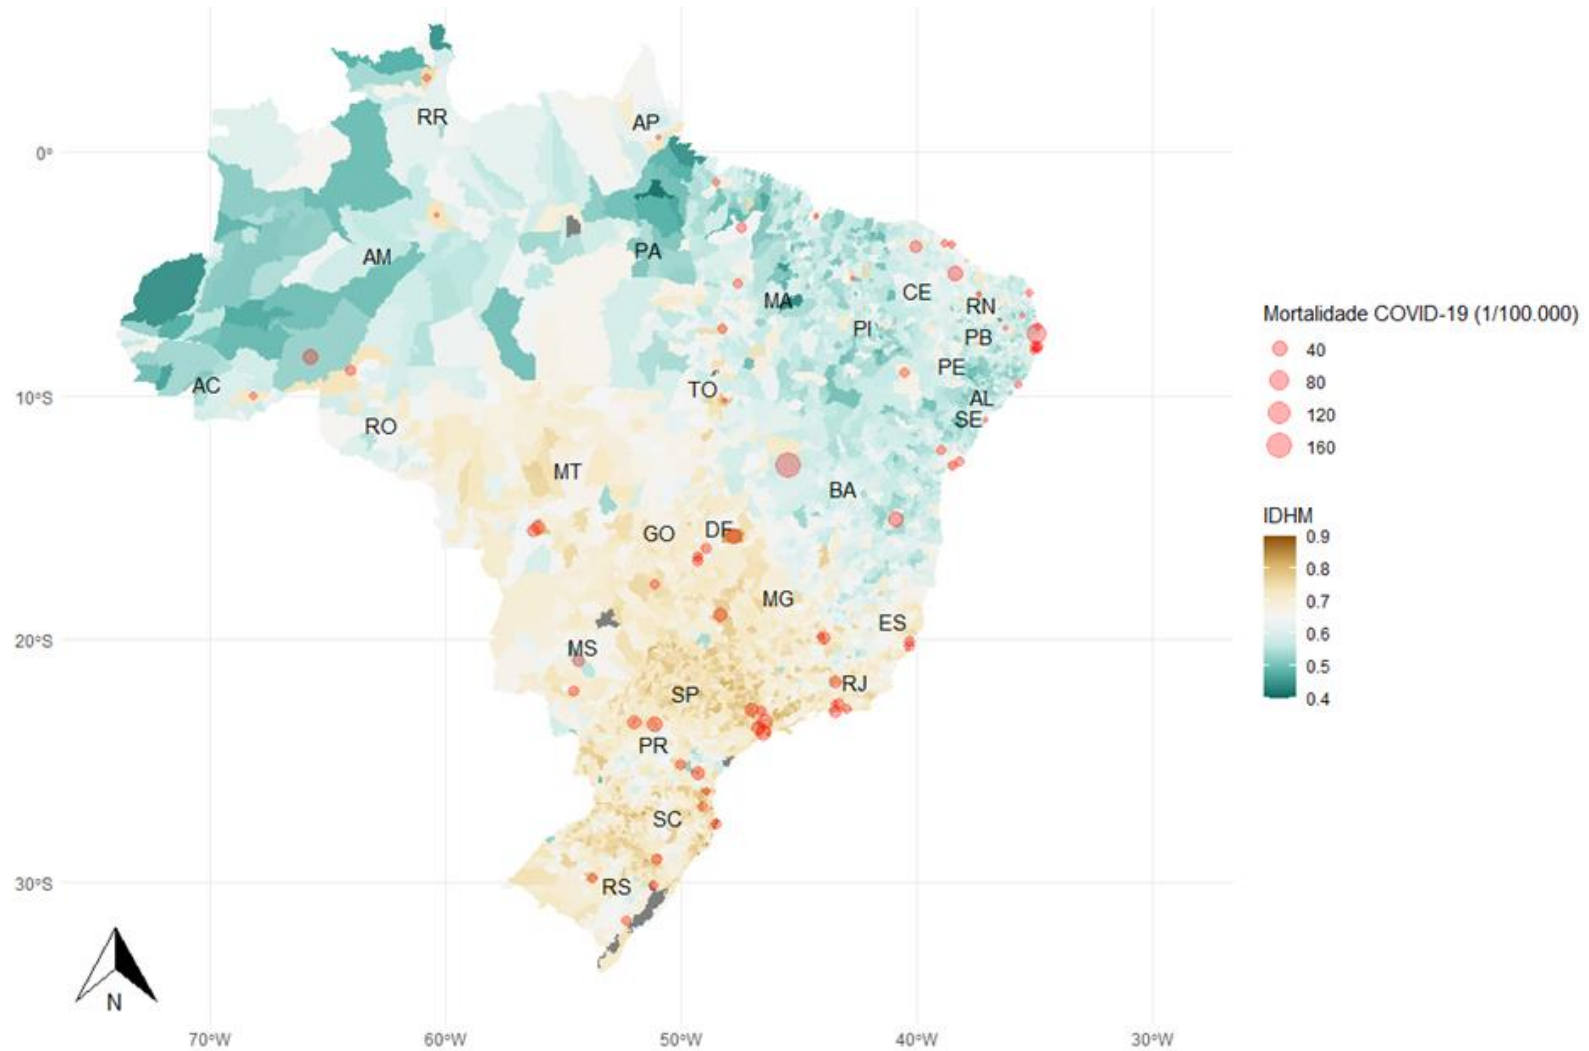 RR
AP
0°
AM
PA
MA
CE
RN
PI
PB
PE
AC
TO
AL
10°S
SE
RO
MT
BA
GO
DF
MG
ES
20°S
MS
RJ
SP
PR
SC
30°S
RS
N
70°W
60°W
50°W
40°W
30°W
Mortalidade COVID-19 (1/100.000)
40
80
120
160
IDHM
0.9
0.8
0.7
0.6
0.5
0.4